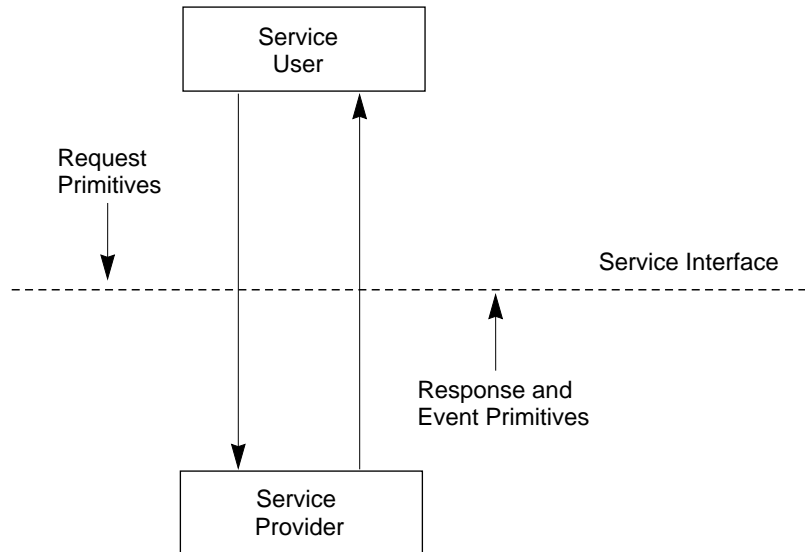 Service
User
Request
Primitives
Service Interface
Response and
Event Primitives
Service
Provider